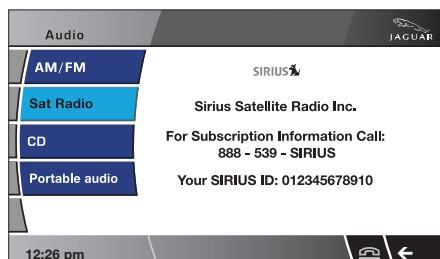 Audio
JAGUAR
AM/FM
Sat Radio
CD
Portable audio
SIRIUS
Sirius Satellite Radio Inc.
For Subscription Information Call:
888 - 539 - SIRIUS
Your SIRIUS ID: 012345678910
12:26 pm